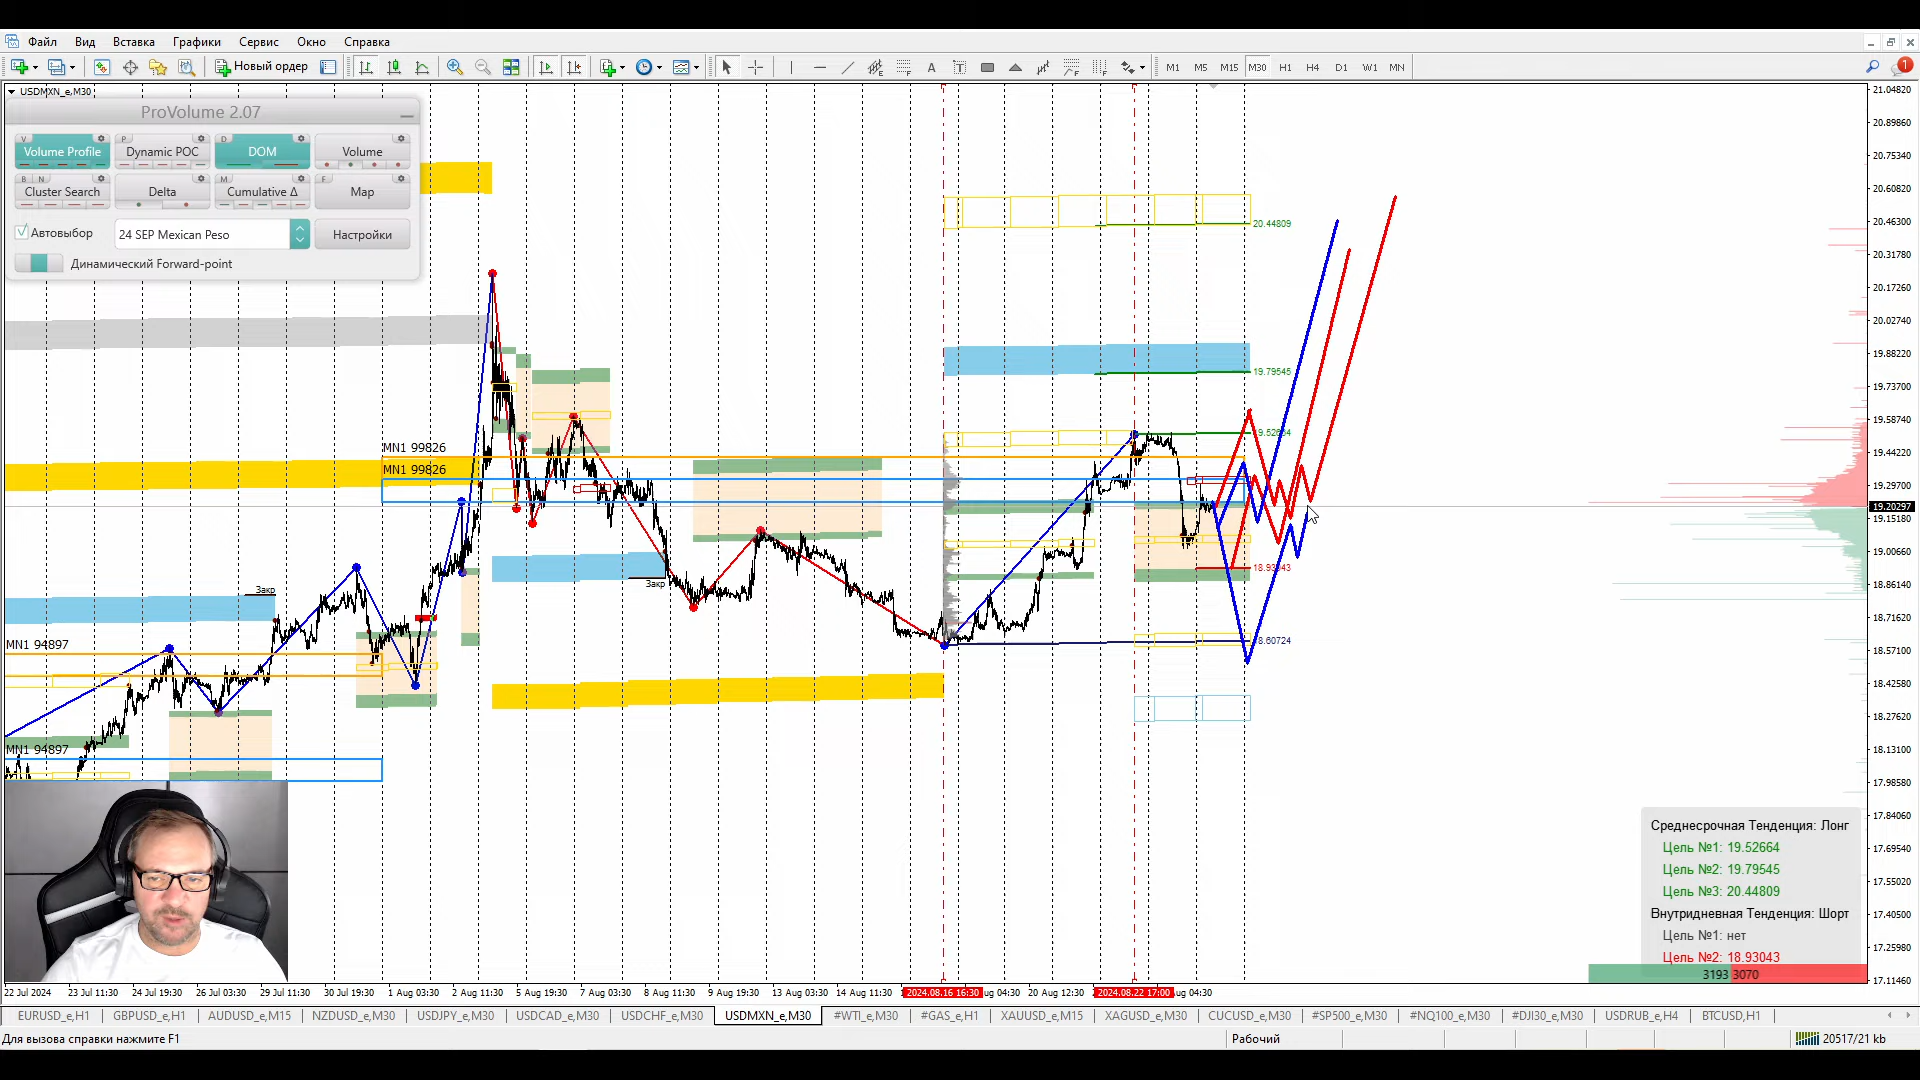 Файл Вид Вставка Графики Сервис Окно Справка
Новый ордер A T M1 M5 M15 M30 H1 H4 D1 W1 MN 1
USDMXN_e,M30
ProVolume 2.07
V P D
Volume Profile Dynamic POC DOM Volume
B N M F
Cluster Search Delta Cumulative Δ Map
Автовыбор 24 SEP Mexican Peso Настройки
Динамический Forward-point
21.04820
20.89860
20.75340
20.60820
20.46300
20.31780
20.17260
20.02740
19.88220
19.73700
19.58740
19.44220
19.29700
19.20297
19.15180
19.00660
18.86140
18.71620
18.57100
18.42580
18.27620
18.13100
17.98580
17.84060
17.69540
17.55020
17.40500
17.25980
17.11460
20.44809
19.79545
18.60724
MN1 99826
MN1 99826
Закр
Закр
MN1 94897
MN1 94897
Среднесрочная Тенденция: Лонг
Цель №1: 19.52664
Цель №2: 19.79545
Цель №3: 20.44809
Внутридневная Тенденция: Шорт
Цель №1: нет
Цель №2: 18.93043
3193 3070
22 Jul 2024 23 Jul 11:30 24 Jul 19:30 26 Jul 03:30 29 Jul 11:30 30 Jul 19:30 1 Aug 03:30 2 Aug 11:30 5 Aug 19:30 7 Aug 03:30 8 Aug 11:30 9 Aug 19:30 13 Aug 03:30 14 Aug 11:30 2024.08.16 16:30 ug 04:30 20 Aug 12:30 2024.08.22 17:00 ug 04:30
EURUSD_e,H1 GBPUSD_e,H1 AUDUSD_e,M15 NZDUSD_e,M30 USDJPY_e,M30 USDCAD_e,M30 USDCHF_e,M30 USDMXN_e,M30 #WTI_e,M30 #GAS_e,H1 XAUUSD_e,M15 XAGUSD_e,M30 CUCUSD_e,M30 #SP500_e,M30 #NQ100_e,M30 #DJI30_e,M30 USDRUB_e,H4 BTCUSD,H1
Для вызова справки нажмите F1 Рабочий 20517/21 kb